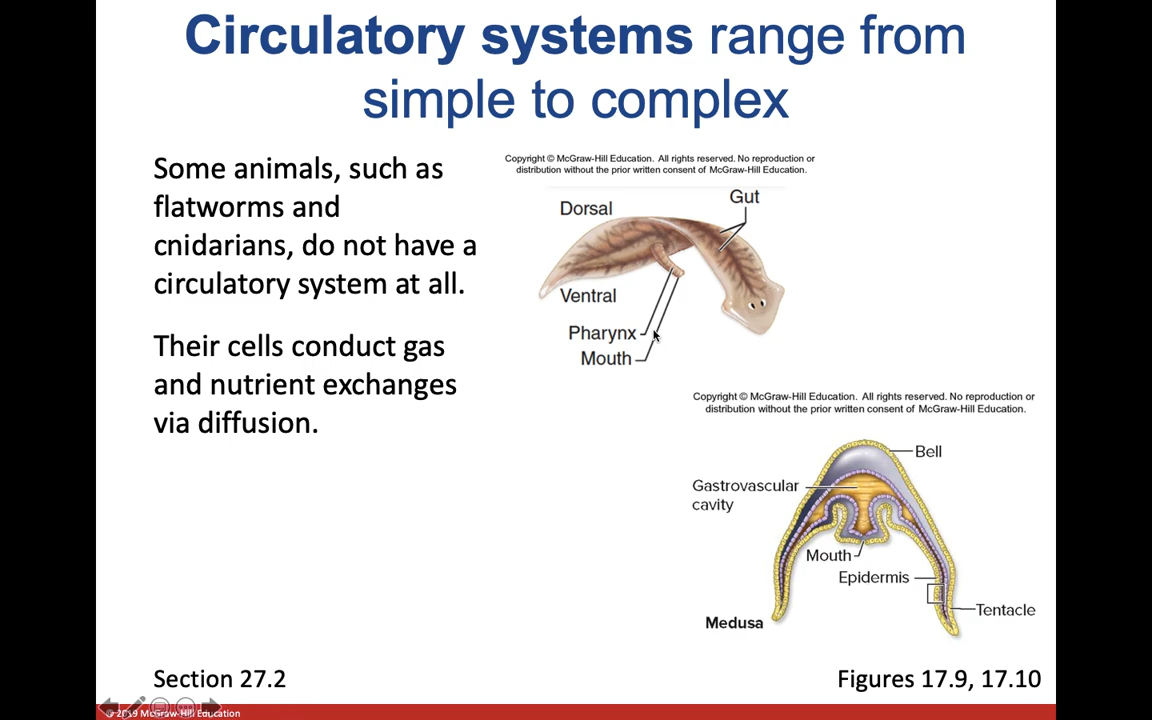 Circulatory systems range from
simple to complex
Some animals, such as
flatworms and
cnidarians, do not have a
circulatory system at all.
Their cells conduct gas
and nutrient exchanges
via diffusion.
Copyright © McGraw-Hill Education. All rights reserved. No reproduction or
distribution without the prior written consent of McGraw-Hill Education.
Gut
Dorsal
Ventral
Pharynx
Mouth
Copyright © McGraw-Hill Education. All rights reserved. No reproduction or
distribution without the prior written consent of McGraw-Hill Education.
Bell
Gastrovascular
cavity
Mouth
Epidermis
Tentacle
Medusa
Section 27.2
Figures 17.9, 17.10
© 2019 McGraw-Hill Education